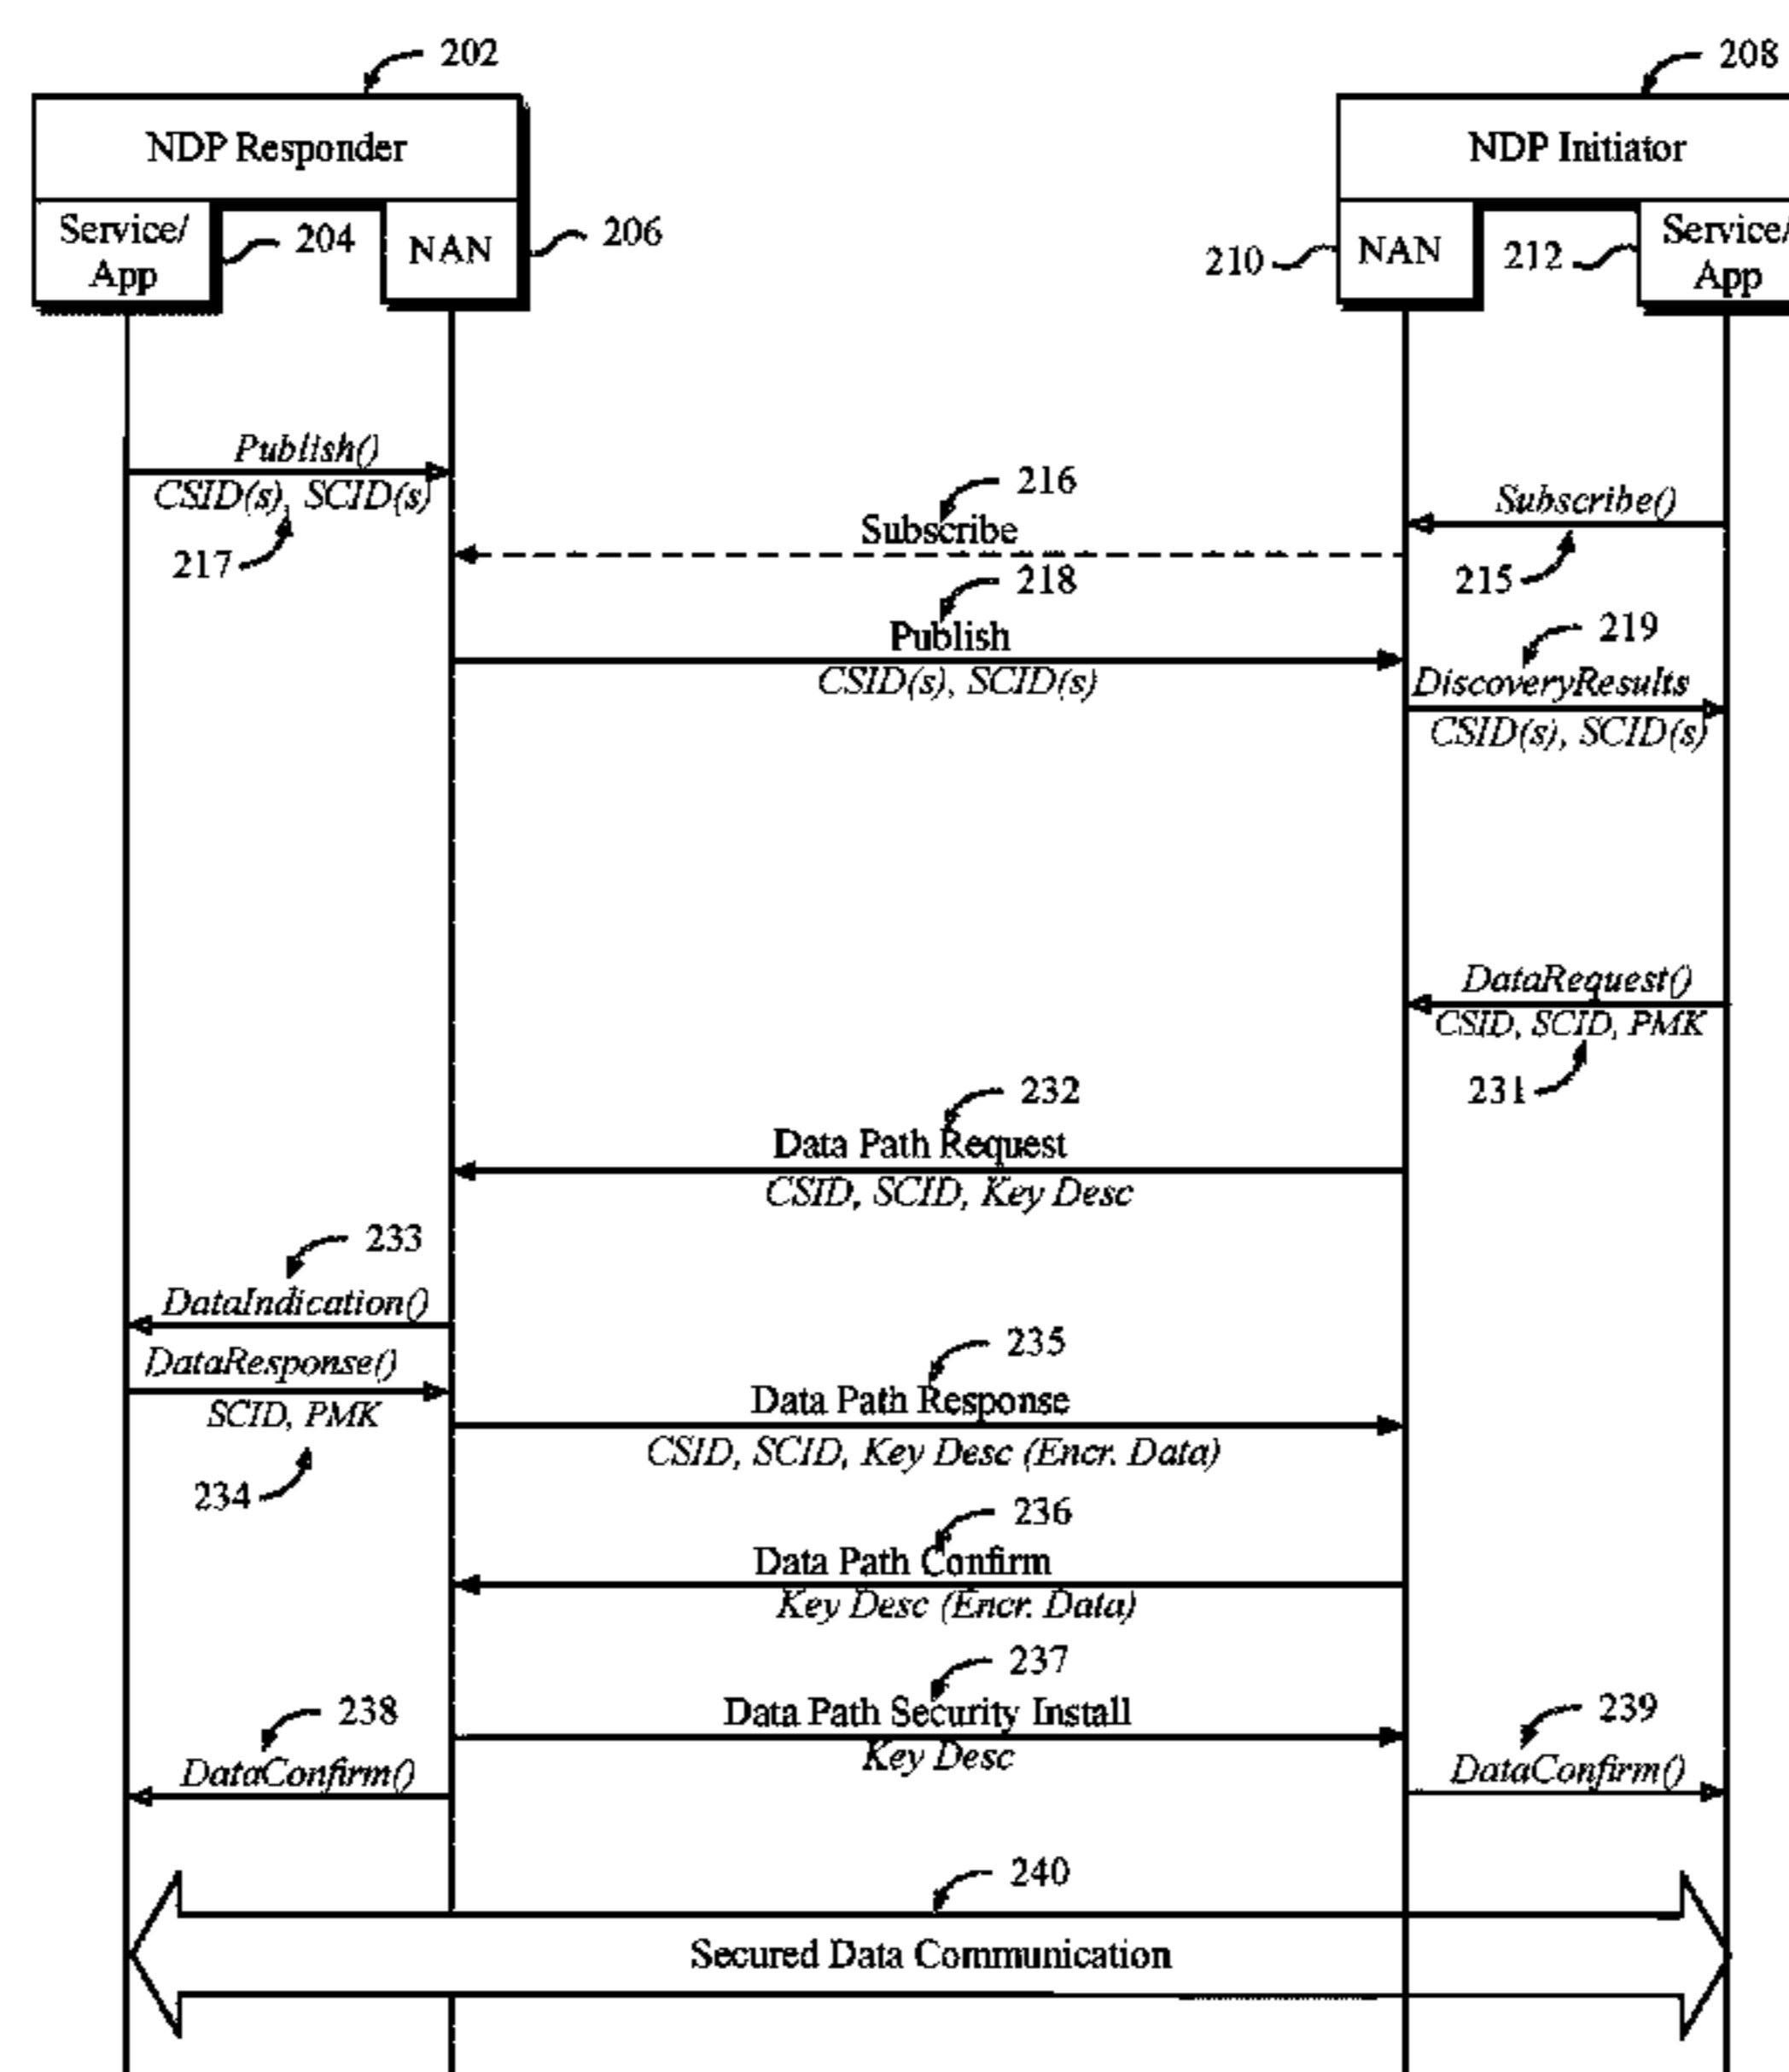 202
208
NDP Responder
NDP Initiator
Service/
App
204
NAN
206
210
NAN
212
Service/
App
Publish()
CSID(s), SCID(s)
217
216
Subscribe
Subscribe()
215
218
Publish
CSID(s), SCID(s)
219
DiscoveryResults
CSID(s), SCID(s)
DataRequest()
CSID, SCID, PMK
231
232
Data Path Request
CSID, SCID, Key Desc
233
DataIndication()
DataResponse()
SCID, PMK
234
235
Data Path Response
CSID, SCID, Key Desc (Encr. Data)
236
Data Path Confirm
Key Desc (Encr. Data)
237
Data Path Security Install
Key Desc
238
DataConfirm()
239
DataConfirm()
240
Secured Data Communication